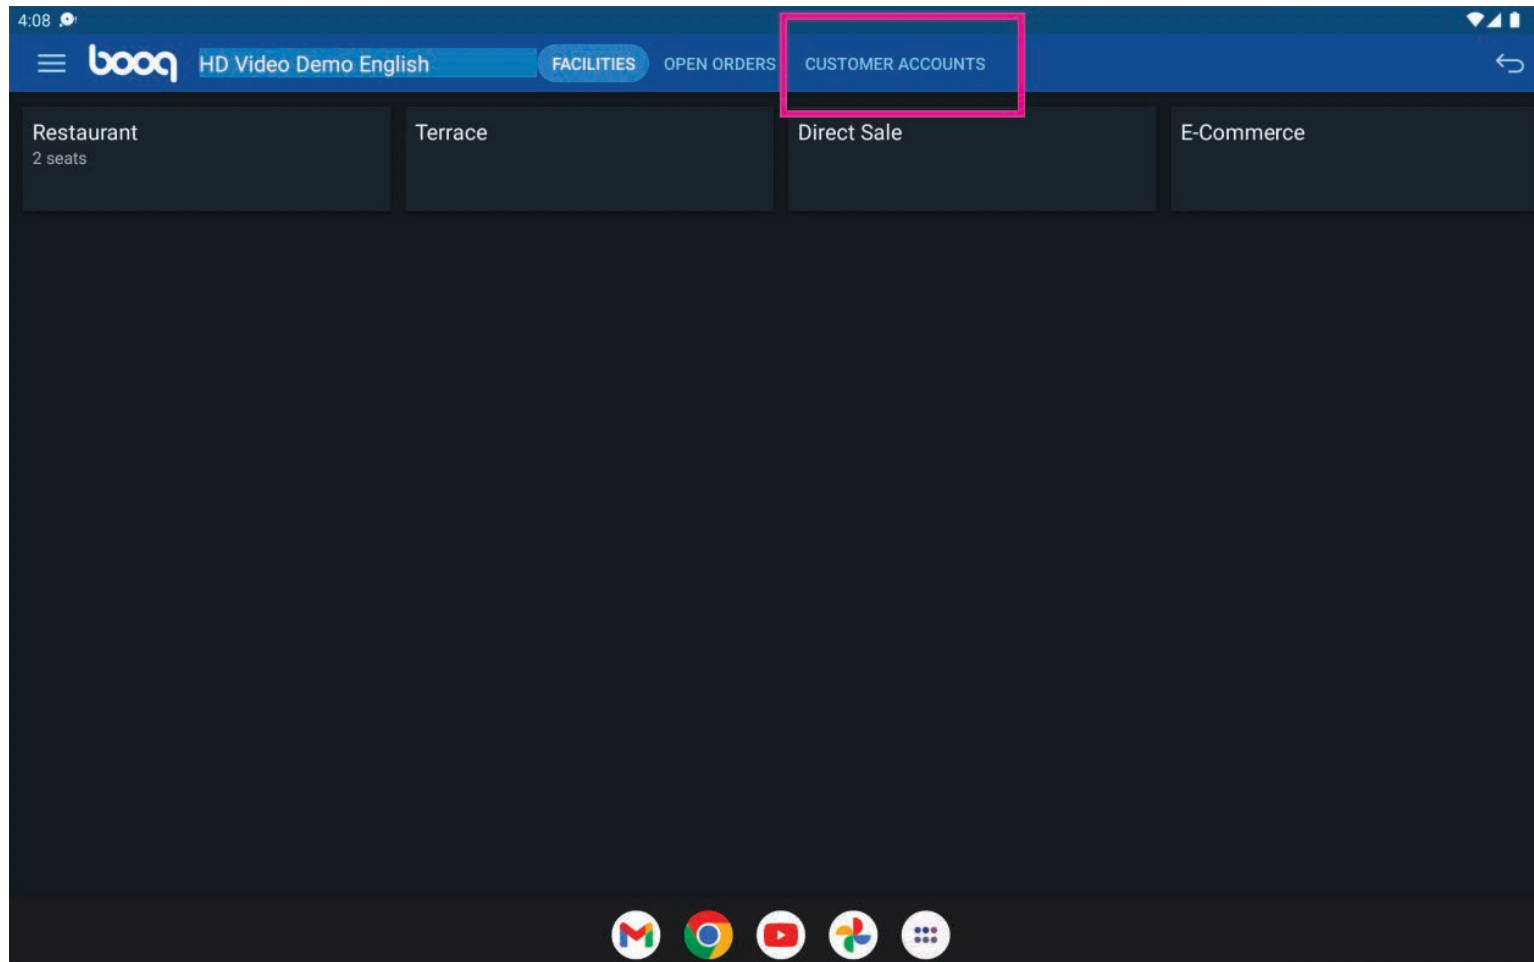 4:08
booq HD Video Demo English FACILITIES OPEN ORDERS CUSTOMER ACCOUNTS
Restaurant
2 seats
Terrace
Direct Sale
E-Commerce